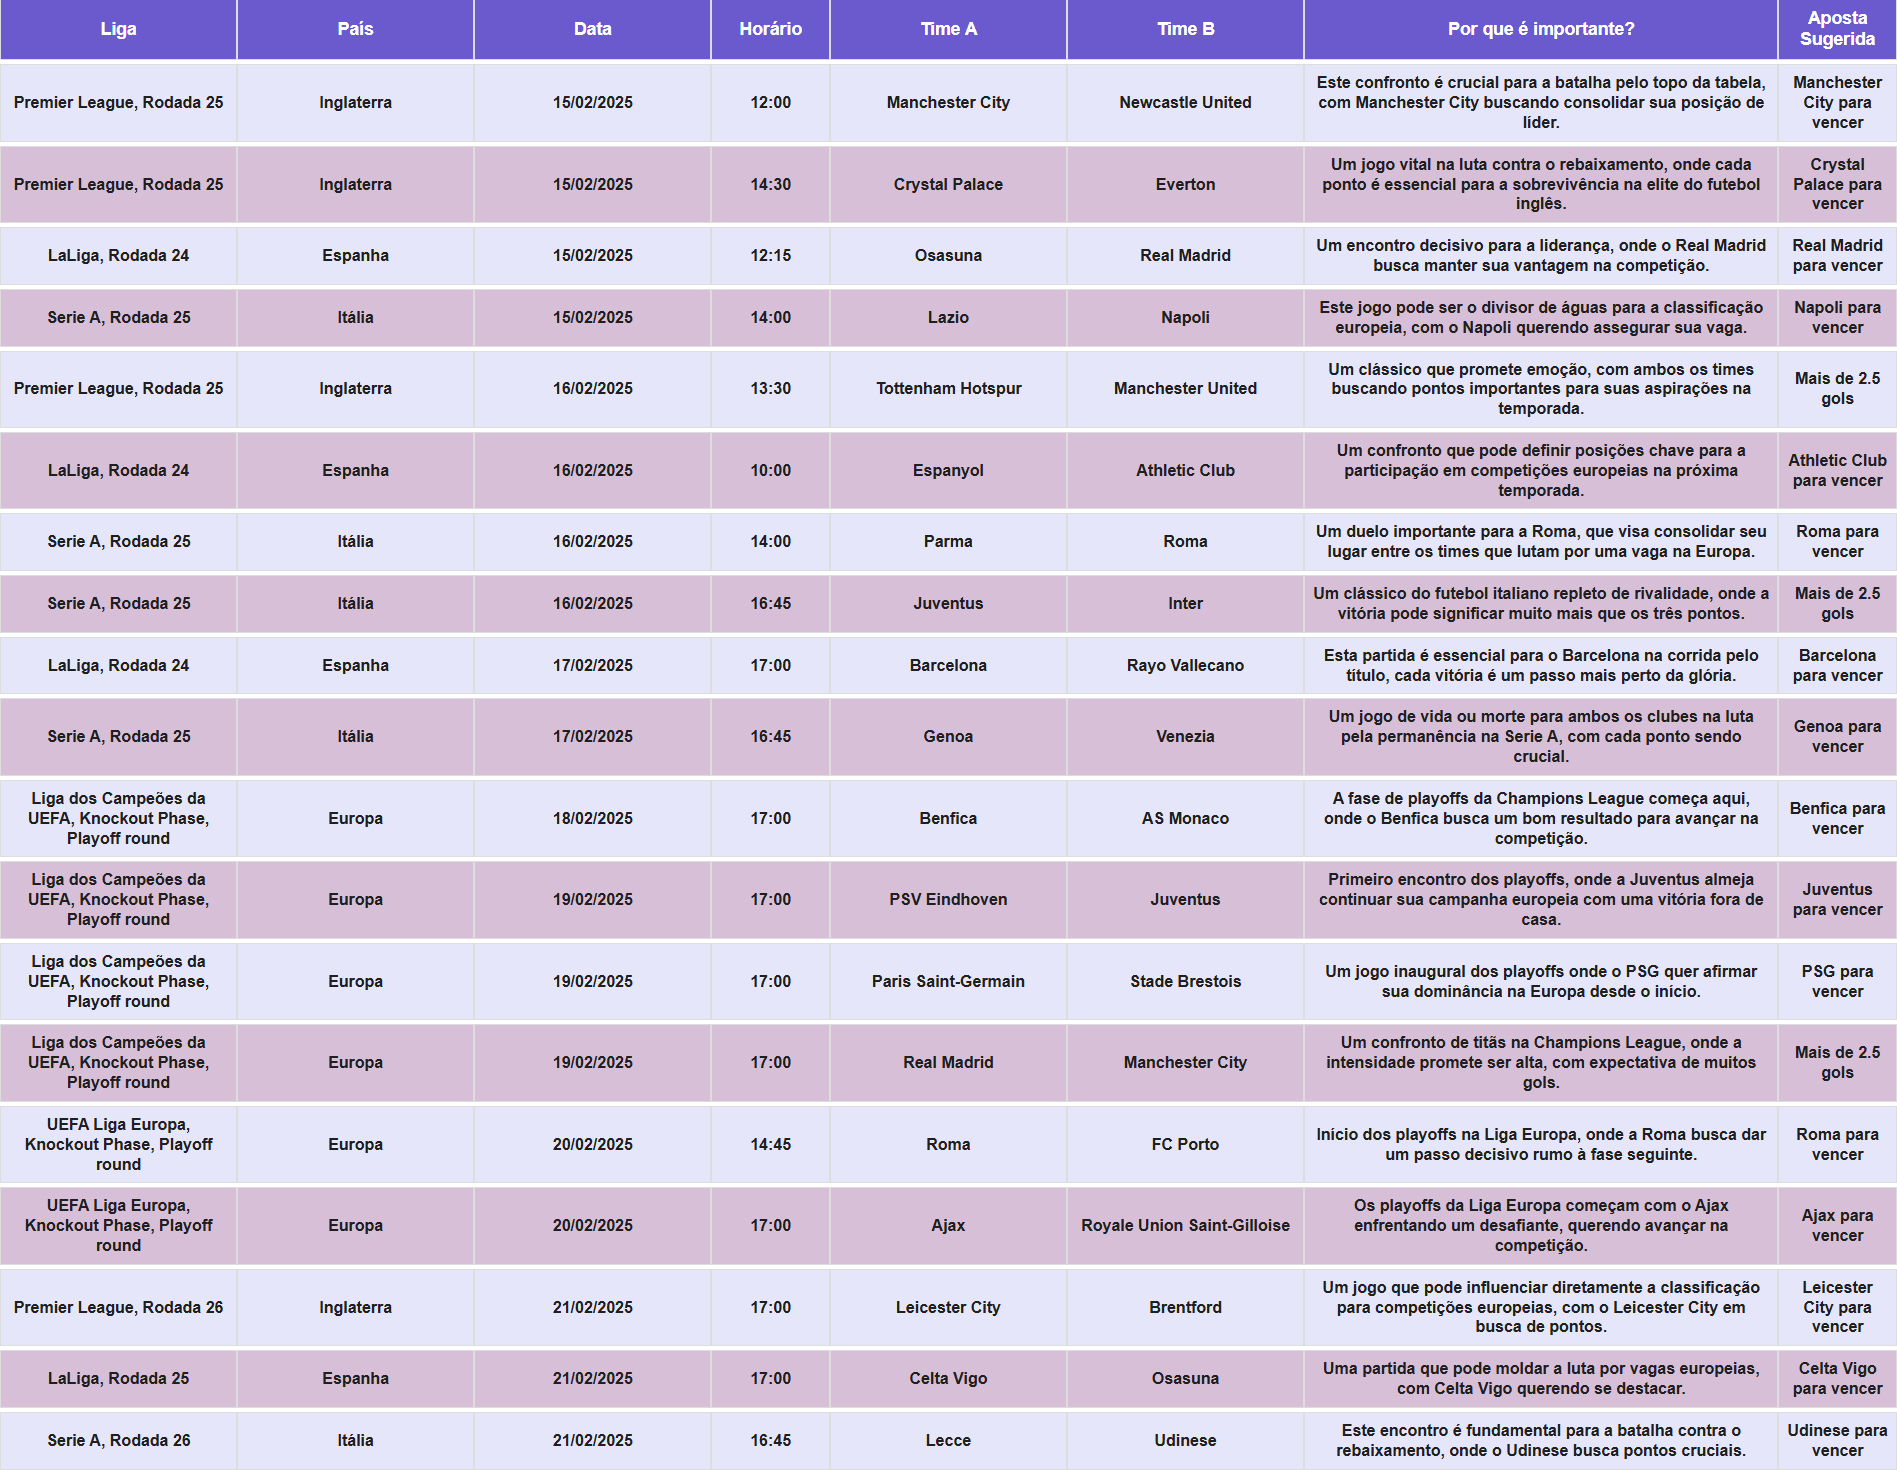 Liga País Data Horário Time A Time B Por que é importante? Aposta
Sugerida
Premier League, Rodada 25 Inglaterra 15/02/2025 12:00 Manchester City Newcastle United Este confronto é crucial para a batalha pelo topo da tabela,
com Manchester City buscando consolidar sua posição de
líder. Manchester
City para
vencer
Premier League, Rodada 25 Inglaterra 15/02/2025 14:30 Crystal Palace Everton Um jogo vital na luta contra o rebaixamento, onde cada
ponto é essencial para a sobrevivência na elite do futebol
inglês. Crystal
Palace para
vencer
LaLiga, Rodada 24 Espanha 15/02/2025 12:15 Osasuna Real Madrid Um encontro decisivo para a liderança, onde o Real Madrid
busca manter sua vantagem na competição. Real Madrid
para vencer
Serie A, Rodada 25 Itália 15/02/2025 14:00 Lazio Napoli Este jogo pode ser o divisor de águas para a classificação
europeia, com o Napoli querendo assegurar sua vaga. Napoli para
vencer
Premier League, Rodada 25 Inglaterra 16/02/2025 13:30 Tottenham Hotspur Manchester United Um clássico que promete emoção, com ambos os times
buscando pontos importantes para suas aspirações na
temporada. Mais de 2.5
gols
LaLiga, Rodada 24 Espanha 16/02/2025 10:00 Espanyol Athletic Club Um confronto que pode definir posições chave para a
participação em competições europeias na próxima
temporada. Athletic Club
para vencer
Serie A, Rodada 25 Itália 16/02/2025 14:00 Parma Roma Um duelo importante para a Roma, que visa consolidar seu
lugar entre os times que lutam por uma vaga na Europa. Roma para
vencer
Serie A, Rodada 25 Itália 16/02/2025 16:45 Juventus Inter Um clássico do futebol italiano repleto de rivalidade, onde a
vitória pode significar muito mais que os três pontos. Mais de 2.5
gols
LaLiga, Rodada 24 Espanha 17/02/2025 17:00 Barcelona Rayo Vallecano Esta partida é essencial para o Barcelona na corrida pelo
título, cada vitória é um passo mais perto da glória. Barcelona
para vencer
Serie A, Rodada 25 Itália 17/02/2025 16:45 Genoa Venezia Um jogo de vida ou morte para ambos os clubes na luta
pela permanência na Serie A, com cada ponto sendo
crucial. Genoa para
vencer
Liga dos Campeões da
UEFA, Knockout Phase,
Playoff round Europa 18/02/2025 17:00 Benfica AS Monaco A fase de playoffs da Champions League começa aqui,
onde o Benfica busca um bom resultado para avançar na
competição. Benfica para
vencer
Liga dos Campeões da
UEFA, Knockout Phase,
Playoff round Europa 19/02/2025 17:00 PSV Eindhoven Juventus Primeiro encontro dos playoffs, onde a Juventus almeja
continuar sua campanha europeia com uma vitória fora de
casa. Juventus
para vencer
Liga dos Campeões da
UEFA, Knockout Phase,
Playoff round Europa 19/02/2025 17:00 Paris Saint-Germain Stade Brestois Um jogo inaugural dos playoffs onde o PSG quer afirmar
sua dominância na Europa desde o início. PSG para
vencer
Liga dos Campeões da
UEFA, Knockout Phase,
Playoff round Europa 19/02/2025 17:00 Real Madrid Manchester City Um confronto de titãs na Champions League, onde a
intensidade promete ser alta, com expectativa de muitos
gols. Mais de 2.5
gols
UEFA Liga Europa,
Knockout Phase, Playoff
round Europa 20/02/2025 14:45 Roma FC Porto Início dos playoffs na Liga Europa, onde a Roma busca dar
um passo decisivo rumo à fase seguinte. Roma para
vencer
UEFA Liga Europa,
Knockout Phase, Playoff
round Europa 20/02/2025 17:00 Ajax Royale Union Saint-Gilloise Os playoffs da Liga Europa começam com o Ajax
enfrentando um desafiante, querendo avançar na
competição. Ajax para
vencer
Premier League, Rodada 26 Inglaterra 21/02/2025 17:00 Leicester City Brentford Um jogo que pode influenciar diretamente a classificação
para competições europeias, com o Leicester City em
busca de pontos. Leicester
City para
vencer
LaLiga, Rodada 25 Espanha 21/02/2025 17:00 Celta Vigo Osasuna Uma partida que pode moldar a luta por vagas europeias,
com Celta Vigo querendo se destacar. Celta Vigo
para vencer
Serie A, Rodada 26 Itália 21/02/2025 16:45 Lecce Udinese Este encontro é fundamental para a batalha contra o
rebaixamento, onde o Udinese busca pontos cruciais. Udinese para
vencer